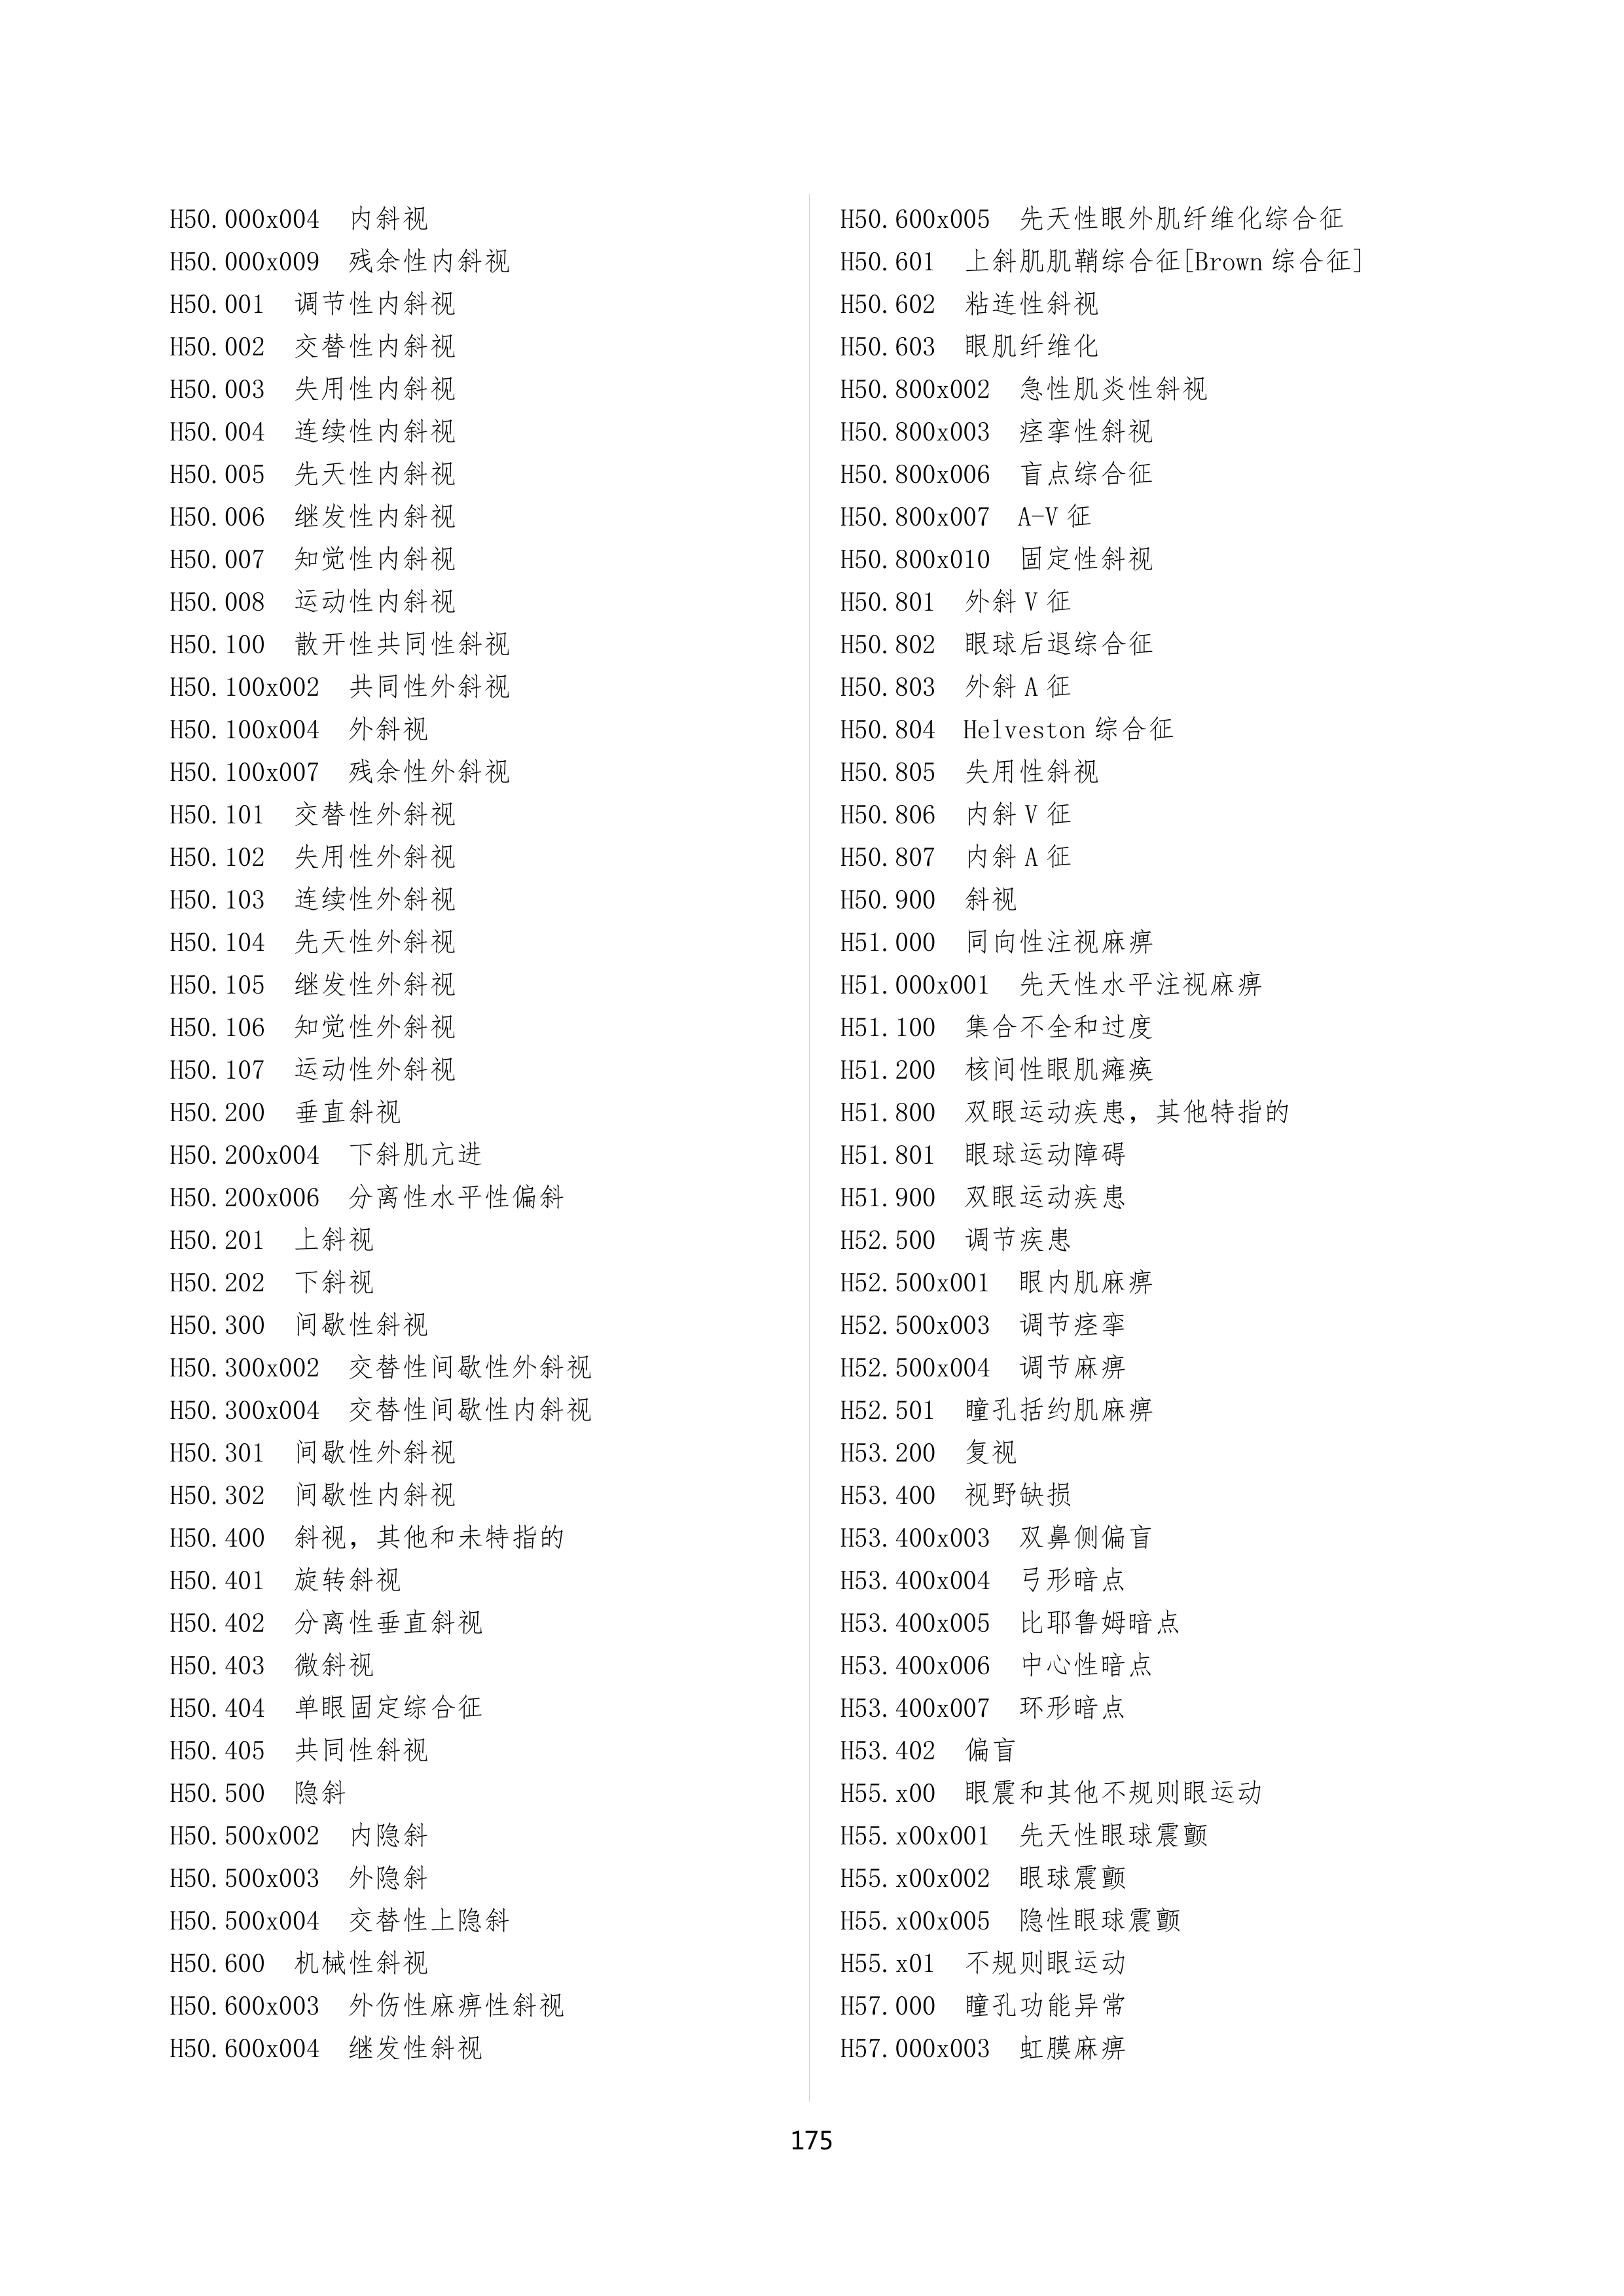 H50.000x004 内斜视
H50.000x009 残余性内斜视
H50.001 调节性内斜视
H50.002 交替性内斜视
H50.003 失用性内斜视
H50.004 连续性内斜视
H50.005 先天性内斜视
H50.006 继发性内斜视
H50.007 知觉性内斜视
H50.008 运动性内斜视
H50.100 散开性共同性斜视
H50.100x002 共同性外斜视
H50.100x004 外斜视
H50.100x007 残余性外斜视
H50.101 交替性外斜视
H50.102 失用性外斜视
H50.103 连续性外斜视
H50.104 先天性外斜视
H50.105 继发性外斜视
H50.106 知觉性外斜视
H50.107 运动性外斜视
H50.200 垂直斜视
H50.200x004 下斜肌亢进
H50.200x006 分离性水平性偏斜
H50.201 上斜视
H50.202 下斜视
H50.300 间歇性斜视
H50.300x002 交替性间歇性外斜视
H50.300x004 交替性间歇性内斜视
H50.301 间歇性外斜视
H50.302 间歇性内斜视
H50.400 斜视，其他和未特指的
H50.401 旋转斜视
H50.402 分离性垂直斜视
H50.403 微斜视
H50.404 单眼固定综合征
H50.405 共同性斜视
H50.500 隐斜
H50.500x002 内隐斜
H50.500x003 外隐斜
H50.500x004 交替性上隐斜
H50.600 机械性斜视
H50.600x003 外伤性麻痹性斜视
H50.600x004 继发性斜视
H50.600x005 先天性眼外肌纤维化综合征
H50.601 上斜肌肌鞘综合征[Brown 综合征]
H50.602 粘连性斜视
H50.603 眼肌纤维化
H50.800x002 急性肌炎性斜视
H50.800x003 痉挛性斜视
H50.800x006 盲点综合征
H50.800x007 A-V 征
H50.800x010 固定性斜视
H50.801 外斜 V 征
H50.802 眼球后退综合征
H50.803 外斜 A 征
H50.804 Helveston 综合征
H50.805 失用性斜视
H50.806 内斜 V 征
H50.807 内斜 A 征
H50.900 斜视
H51.000 同向性注视麻痹
H51.000x001 先天性水平注视麻痹
H51.100 集合不全和过度
H51.200 核间性眼肌瘫痪
H51.800 双眼运动疾患，其他特指的
H51.801 眼球运动障碍
H51.900 双眼运动疾患
H52.500 调节疾患
H52.500x001 眼内肌麻痹
H52.500x003 调节痉挛
H52.500x004 调节麻痹
H52.501 瞳孔括约肌麻痹
H53.200 复视
H53.400 视野缺损
H53.400x003 双鼻侧偏盲
H53.400x004 弓形暗点
H53.400x005 比耶鲁姆暗点
H53.400x006 中心性暗点
H53.400x007 环形暗点
H53.402 偏盲
H55.x00 眼震和其他不规则眼运动
H55.x00x001 先天性眼球震颤
H55.x00x002 眼球震颤
H55.x00x005 隐性眼球震颤
H55.x01 不规则眼运动
H57.000 瞳孔功能异常
H57.000x003 虹膜麻痹
175